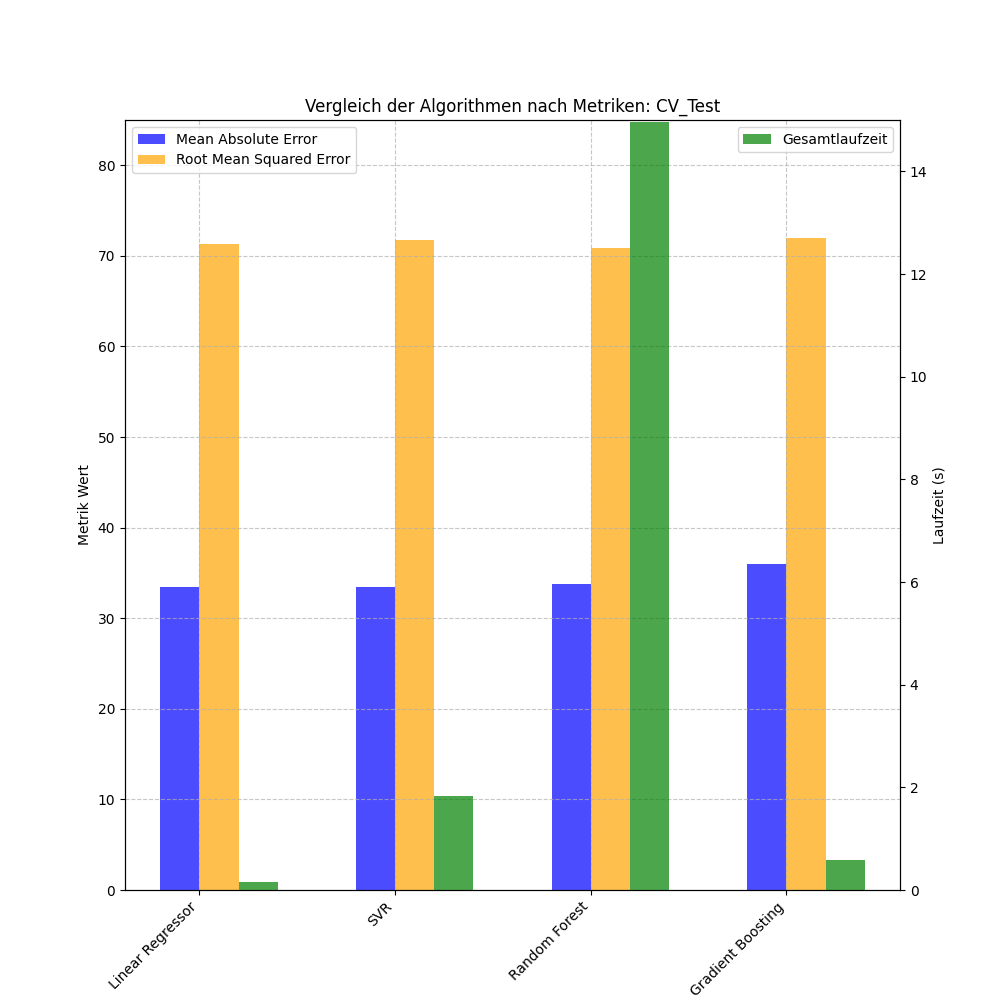 Vergleich der Algorithmen nach Metriken: CV_Test
Mean Absolute Error
Root Mean Squared Error
Gesamtlaufzeit
Metrik Wert
80
70
60
50
40
30
20
10
0
Laufzeit (s)
14
12
10
8
6
4
2
0
Linear Regressor
SVR
Random Forest
Gradient Boosting